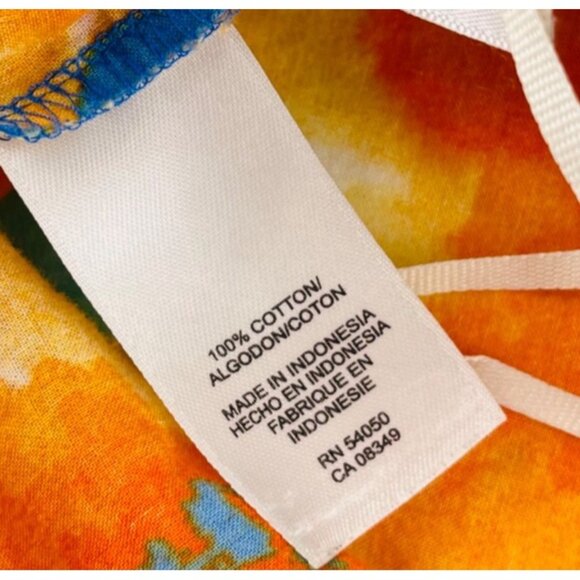 100% COTTON/
ALGODON/COTON
MADE IN INDONESIA
HECHO EN INDONESIA
FABRIQUE EN
INDONESIE
RN 54050
CA 08349